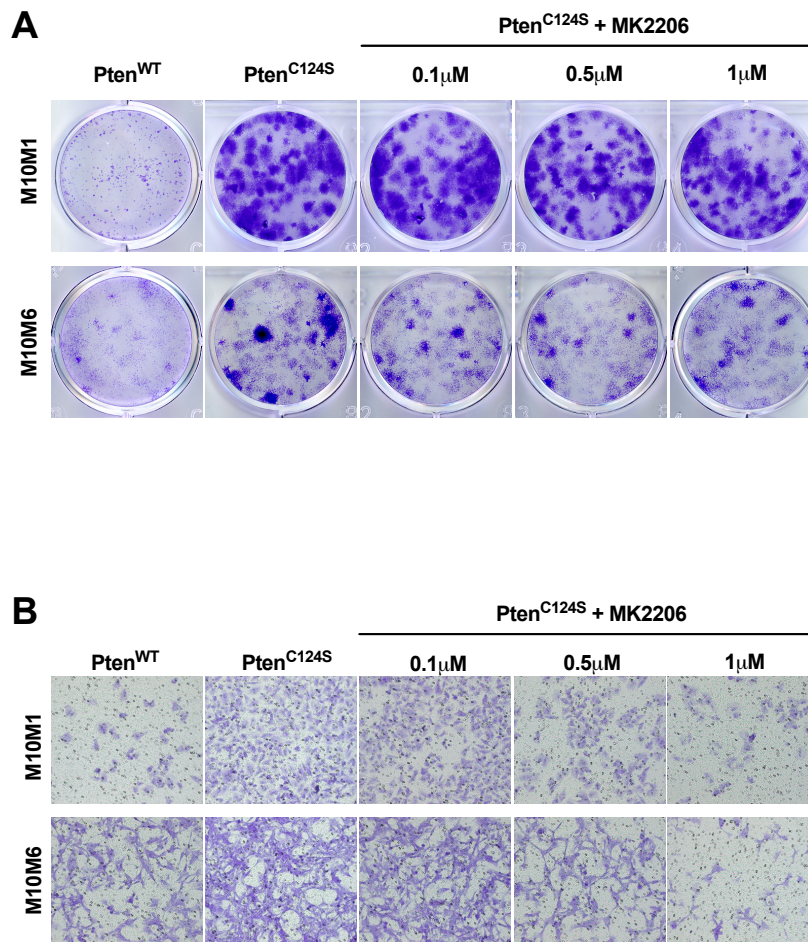 A
Pten^C124S + MK2206
Pten^WT Pten^C124S 0.1μM 0.5μM 1μM
M10M1
M10M6
B
Pten^C124S + MK2206
Pten^WT Pten^C124S 0.1μM 0.5μM 1μM
M10M1
M10M6